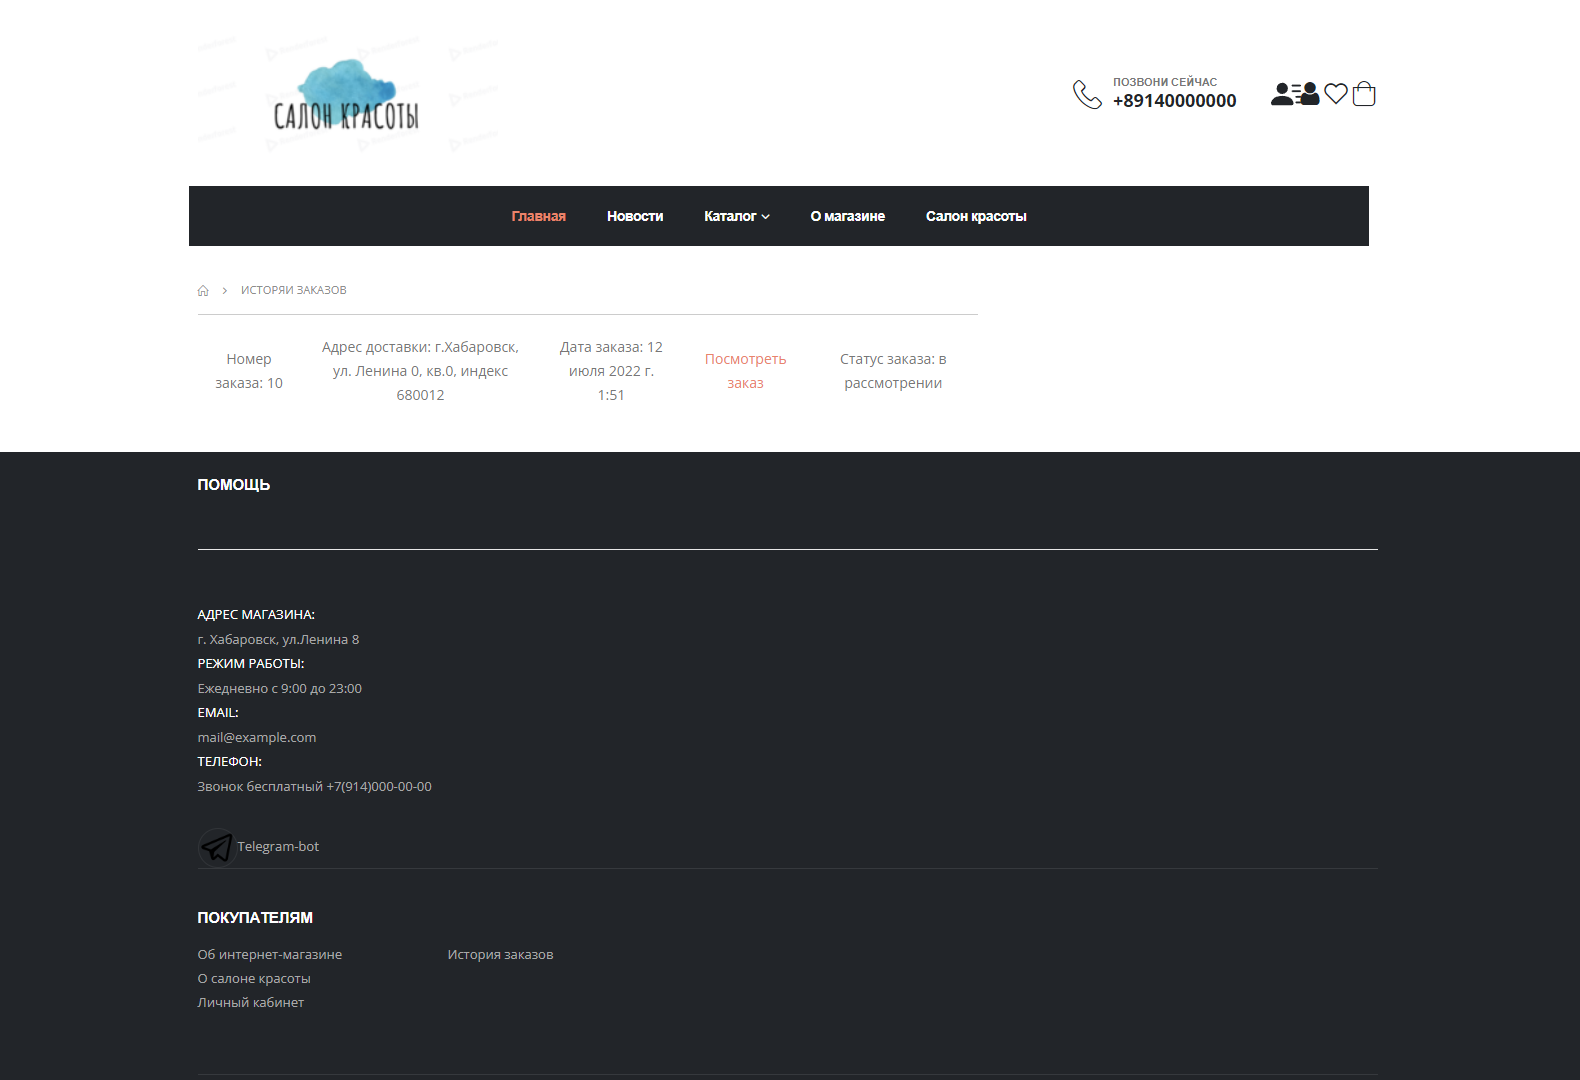 САЛОН КРАСОТЫ
ПОЗВОНИ СЕЙЧАС
+89140000000
Главная
Новости
Каталог
О магазине
Салон красоты
ИСТОРЯИ ЗАКАЗОВ
Номер
заказа: 10
Адрес доставки: г.Хабаровск,
ул. Ленина 0, кв.0, индекс
680012
Дата заказа: 12
июля 2022 г.
1:51
Посмотреть
заказ
Статус заказа: в
рассмотрении
ПОМОЩЬ
АДРЕС МАГАЗИНА:
г. Хабаровск, ул.Ленина 8
РЕЖИМ РАБОТЫ:
Ежедневно с 9:00 до 23:00
EMAIL:
mail@example.com
ТЕЛЕФОН:
Звонок бесплатный +7(914)000-00-00
Telegram-bot
ПОКУПАТЕЛЯМ
Об интернет-магазине
История заказов
О салоне красоты
Личный кабинет